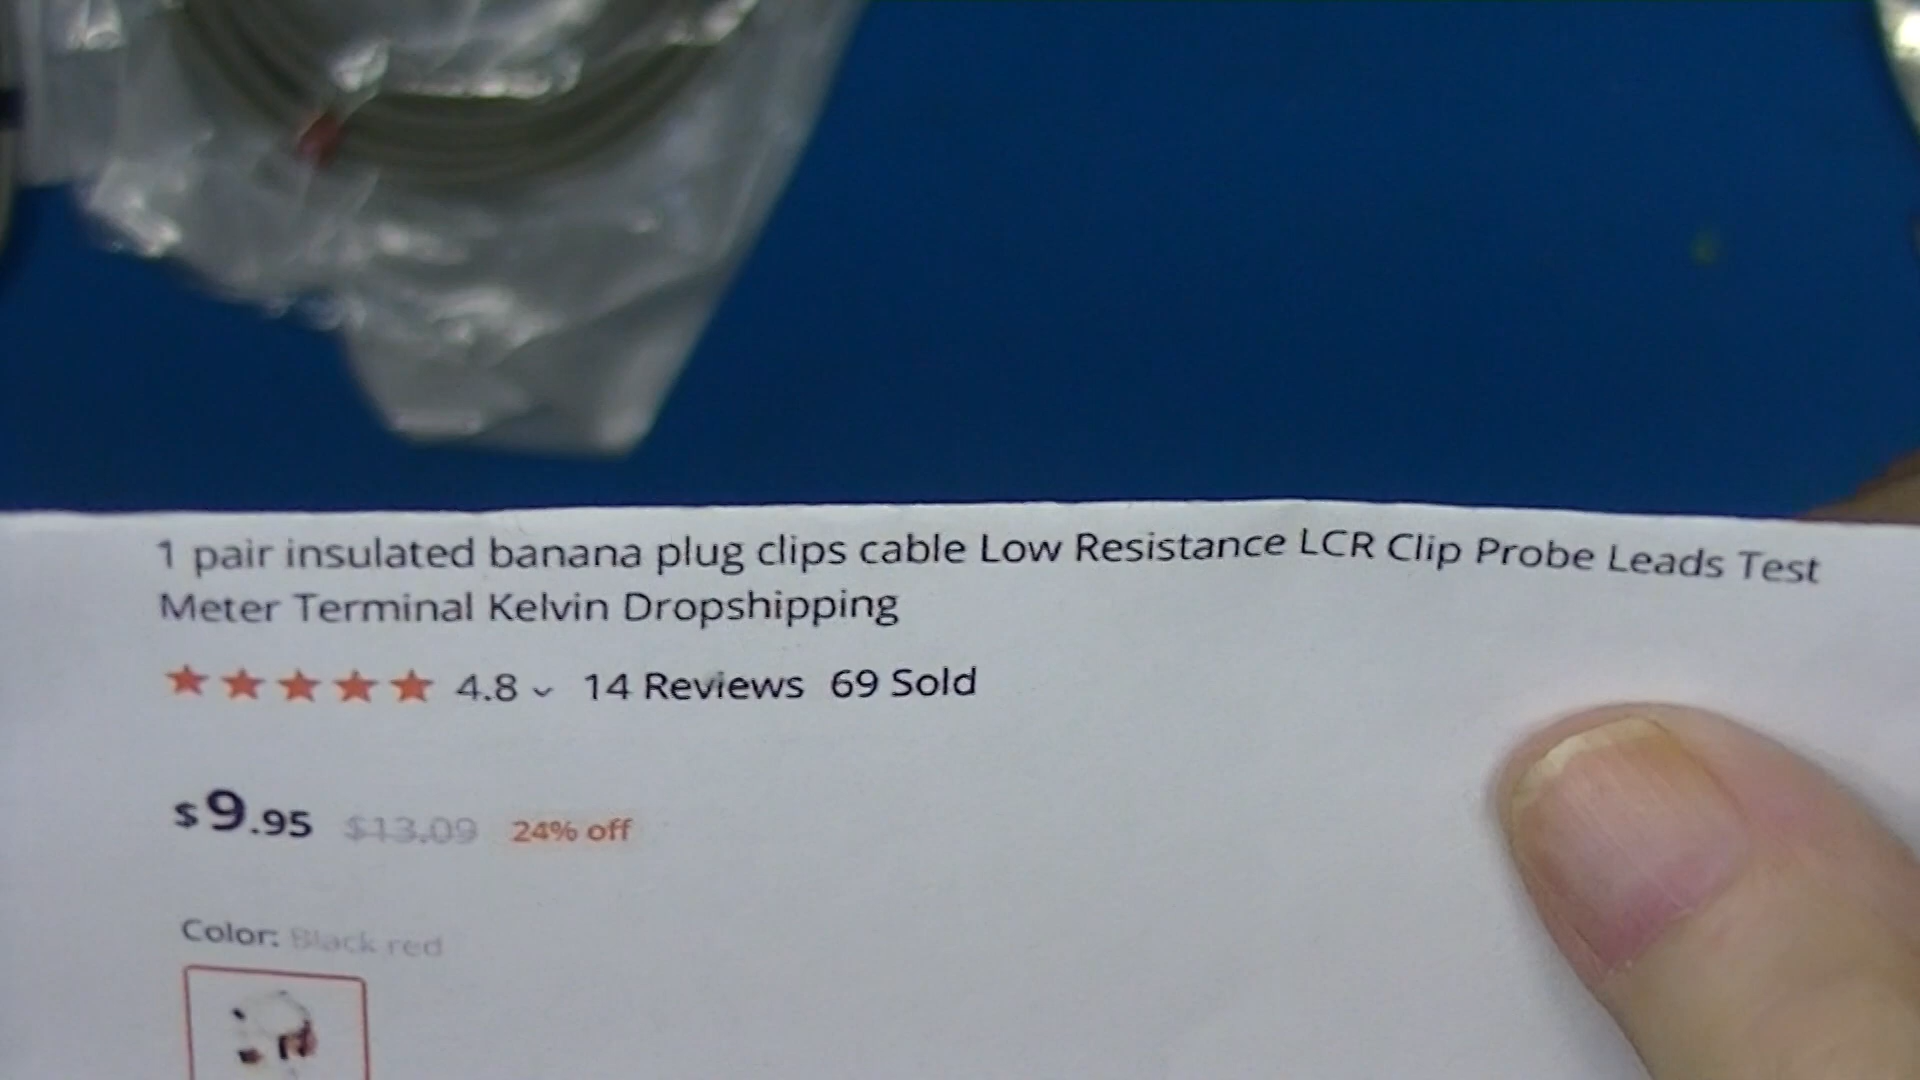 1 pair insulated banana plug clips cable Low Resistance LCR Clip Probe Leads Test
Meter Terminal Kelvin Dropshipping
4.8 14 Reviews 69 Sold
$9.95 $13.09 24% off
Color: Black red